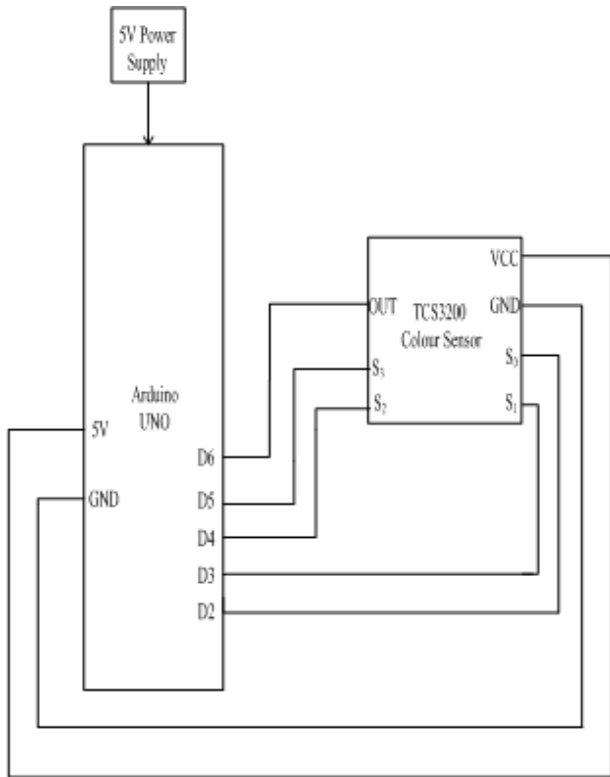 5V Power
Supply
Arduino
UNO
5V
GND
D6
D5
D4
D3
D2
TCS3200
Colour Sensor
OUT
S₃
S₂
VCC
GND
S₀
S₁